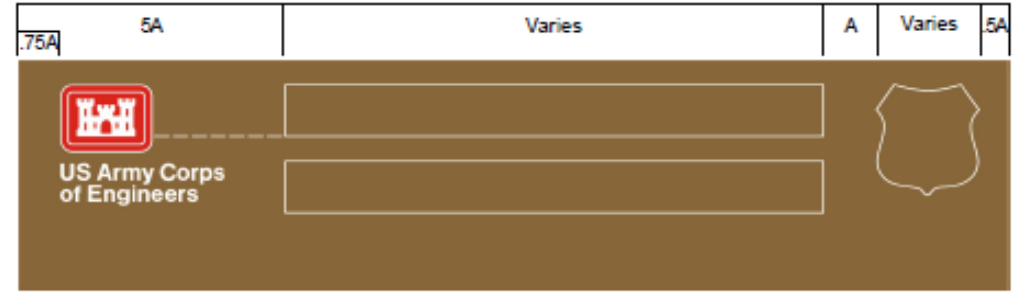 5A Varies A Varies .5A
.75A
US Army Corps
of Engineers